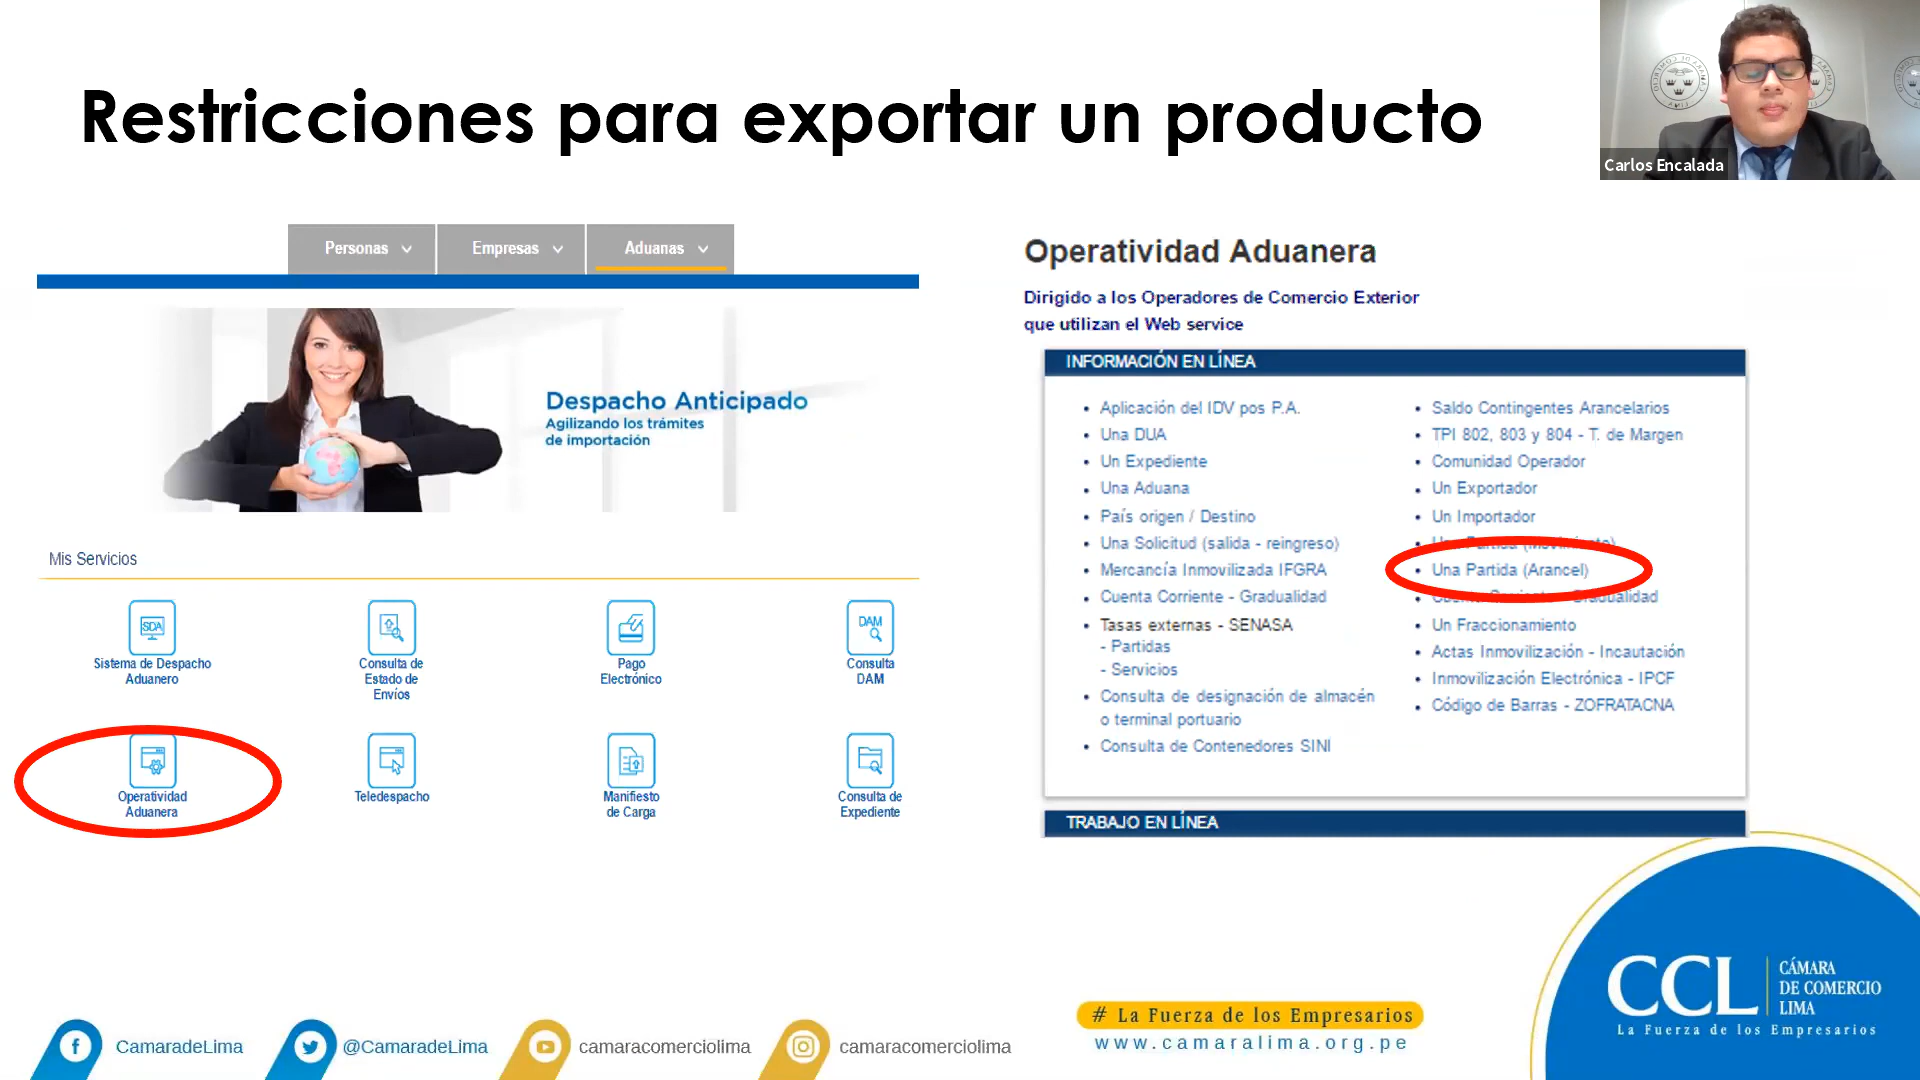 Restricciones para exportar un producto
Carlos Encalada
Personas
Empresas
Aduanas
Despacho Anticipado
Agilizando los trámites
de importación
Mis Servicios
SDA
Sistema de Despacho
Aduanero
Consulta de
Estado de
Envíos
Pago
Electrónico
DAM
Consulta
DAM
Operatividad
Aduanera
Teledespacho
Manifiesto
de Carga
Consulta de
Expediente
Operatividad Aduanera
Dirigido a los Operadores de Comercio Exterior
que utilizan el Web service
INFORMACIÓN EN LÍNEA
Aplicación del IDV pos P.A.
Una DUA
Un Expediente
Una Aduana
País origen / Destino
Una Solicitud (salida - reingreso)
Mercancía Inmovilizada IFGRA
Cuenta Corriente - Gradualidad
Tasas externas - SENASA
- Partidas
- Servicios
Consulta de designación de almacén
o terminal portuario
Consulta de Contenedores SINI
Saldo Contingentes Arancelarios
TPI 802, 803 y 804 - T. de Margen
Comunidad Operador
Un Exportador
Un Importador
Una Partida (Movimiento)
Una Partida (Arancel)
Cuenta Corriente - Gradualidad
Un Fraccionamiento
Actas Inmovilización - Incautación
Inmovilización Electrónica - IPCF
Código de Barras - ZOFRATACNA
TRABAJO EN LÍNEA
CamaradeLima
@CamaradeLima
camaracomerciolima
camaracomerciolima
# La Fuerza de los Empresarios
www.camaralima.org.pe
CCL
CÁMARA
DE COMERCIO
LIMA
La Fuerza de los Empresarios